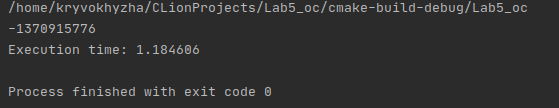 /home/kryvokhyzha/CLionProjects/Lab5_oc/cmake-build-debug/Lab5_oc
-1370915776
Execution time: 1.184606
Process finished with exit code 0